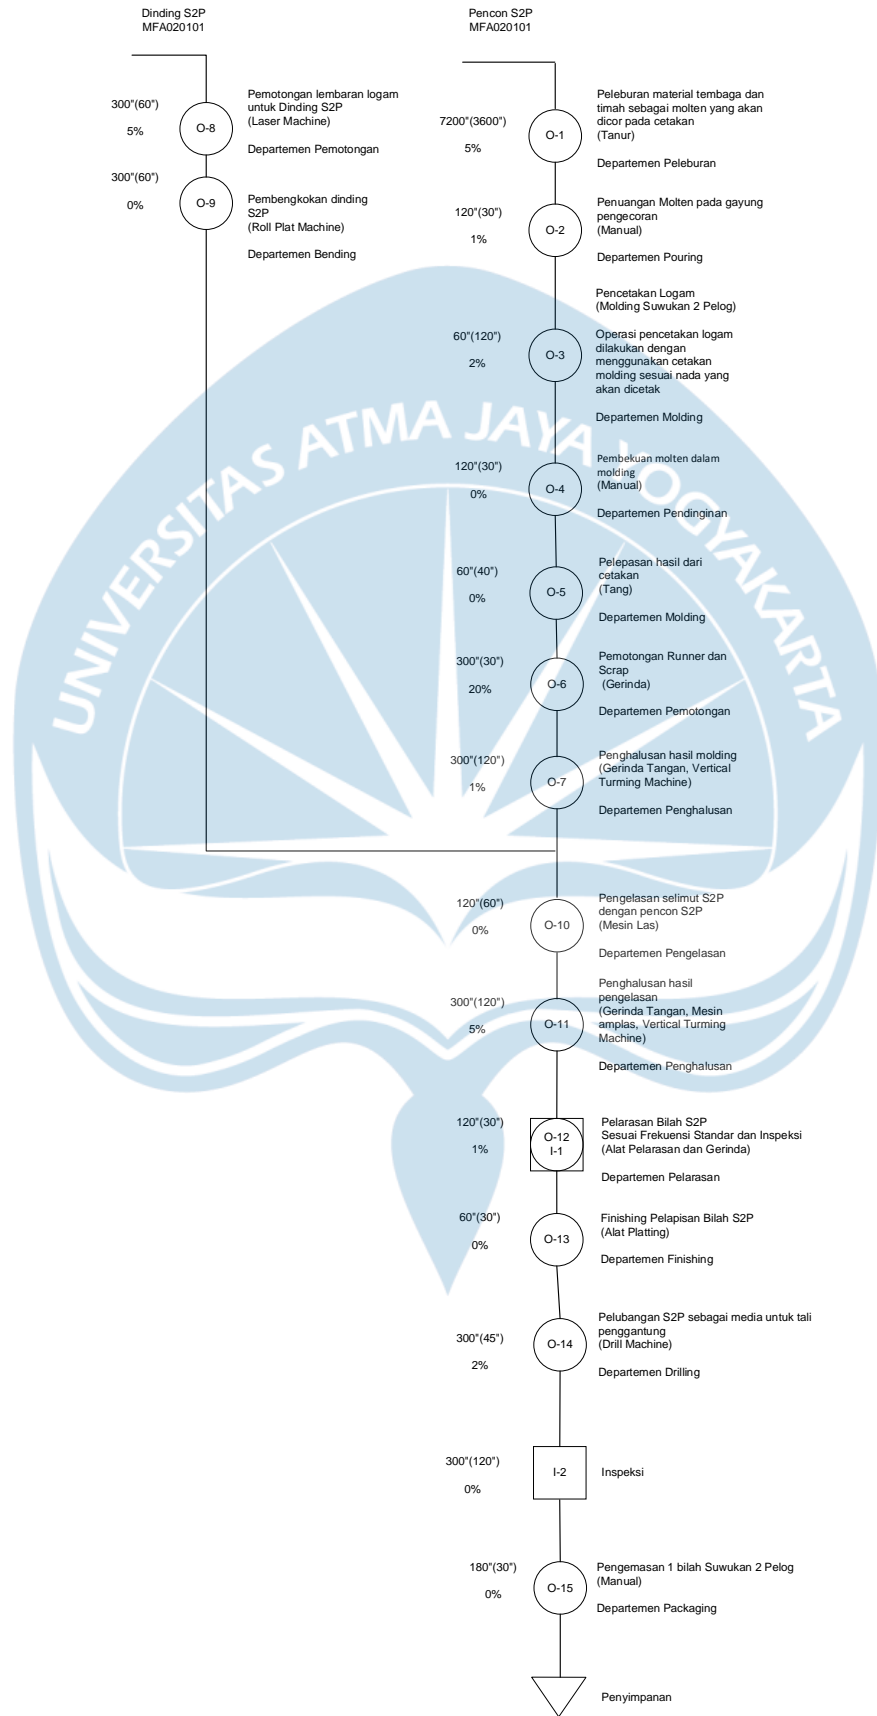 Dinding S2P
MFA020101
300"(60")
5%
O-8
Pemotongan lembaran logam
untuk Dinding S2P
(Laser Machine)
Departemen Pemotongan
300"(60")
0%
O-9
Pembengkokan dinding
S2P
(Roll Plat Machine)
Departemen Bending
Pencon S2P
MFA020101
7200"(3600")
5%
O-1
Peleburan material tembaga dan
timah sebagai molten yang akan
dicor pada cetakan
(Tanur)
Departemen Peleburan
120"(30")
1%
O-2
Penuangan Molten pada gayung
pengecoran
(Manual)
Departemen Pouring
Pencetakan Logam
(Molding Suwukan 2 Pelog)
60"(120")
2%
O-3
Operasi pencetakan logam
dilakukan dengan
menggunakan cetakan
molding sesuai nada yang
akan dicetak
Departemen Molding
120"(30")
0%
O-4
Pembekuan molten dalam
molding
(Manual)
Departemen Pendinginan
60"(40")
0%
O-5
Pelepasan hasil dari
cetakan
(Tang)
Departemen Molding
300"(30")
20%
O-6
Pemotongan Runner dan
Scrap
(Gerinda)
Departemen Pemotongan
300"(120")
1%
O-7
Penghalusan hasil molding
(Gerinda Tangan, Vertical
Turming Machine)
Departemen Penghalusan
120"(60")
0%
O-10
Pengelasan selimut S2P
dengan pencon S2P
(Mesin Las)
Departemen Pengelasan
300"(120")
5%
O-11
Penghalusan hasil
pengelasan
(Gerinda Tangan, Mesin
amplas, Vertical Turming
Machine)
Departemen Penghalusan
120"(30")
1%
O-12
I-1
Pelarasan Bilah S2P
Sesuai Frekuensi Standar dan Inspeksi
(Alat Pelarasan dan Gerinda)
Departemen Pelarasan
60"(30")
0%
O-13
Finishing Pelapisan Bilah S2P
(Alat Platting)
Departemen Finishing
300"(45")
2%
O-14
Pelubangan S2P sebagai media untuk tali
penggantung
(Drill Machine)
Departemen Drilling
300"(120")
0%
I-2
Inspeksi
180"(30")
0%
O-15
Pengemasan 1 bilah Suwukan 2 Pelog
(Manual)
Departemen Packaging
Penyimpanan
UNIVERSITAS ATMA JAYA YOGYAKARTA